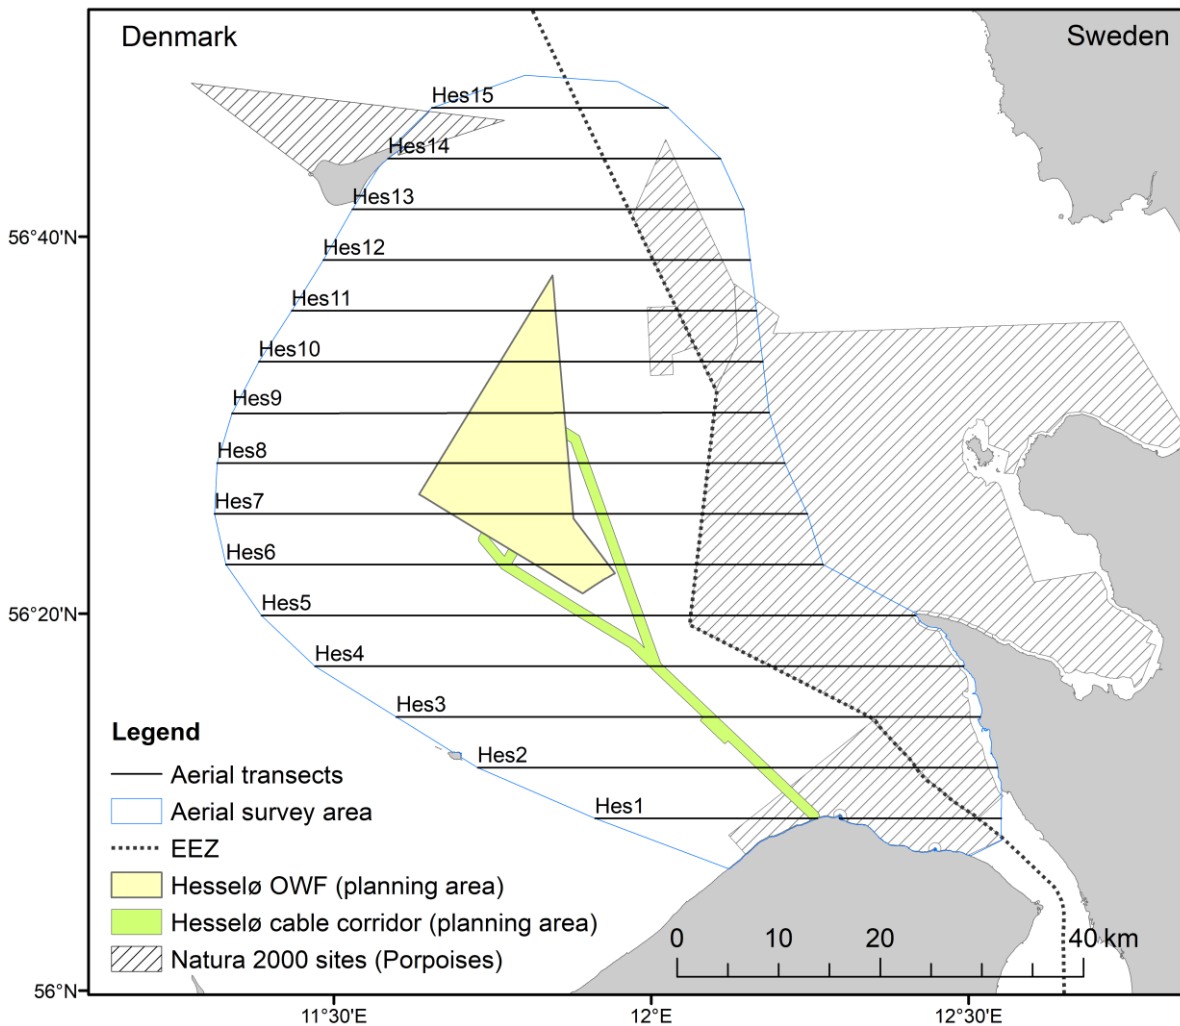 Denmark
Sweden
Hes15
Hes14
Hes13
56°40'N
Hes12
Hes11
Hes10
Hes9
Hes8
Hes7
Hes6
56°20'N
Hes5
Hes4
Hes3
Hes2
Hes1
Legend
Aerial transects
Aerial survey area
EEZ
Hesselø OWF (planning area)
Hesselø cable corridor (planning area)
Natura 2000 sites (Porpoises)
0 10 20 40 km
56°N
11°30'E 12°E 12°30'E